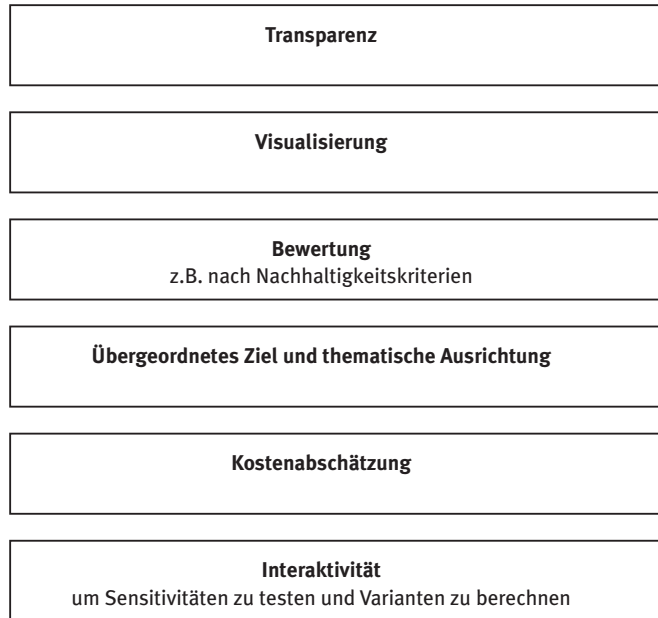 Transparenz
Visualisierung
Bewertung
z.B. nach Nachhaltigkeitskriterien
Übergeordnetes Ziel und thematische Ausrichtung
Kostenabschätzung
Interaktivität
um Sensitivitäten zu testen und Varianten zu berechnen